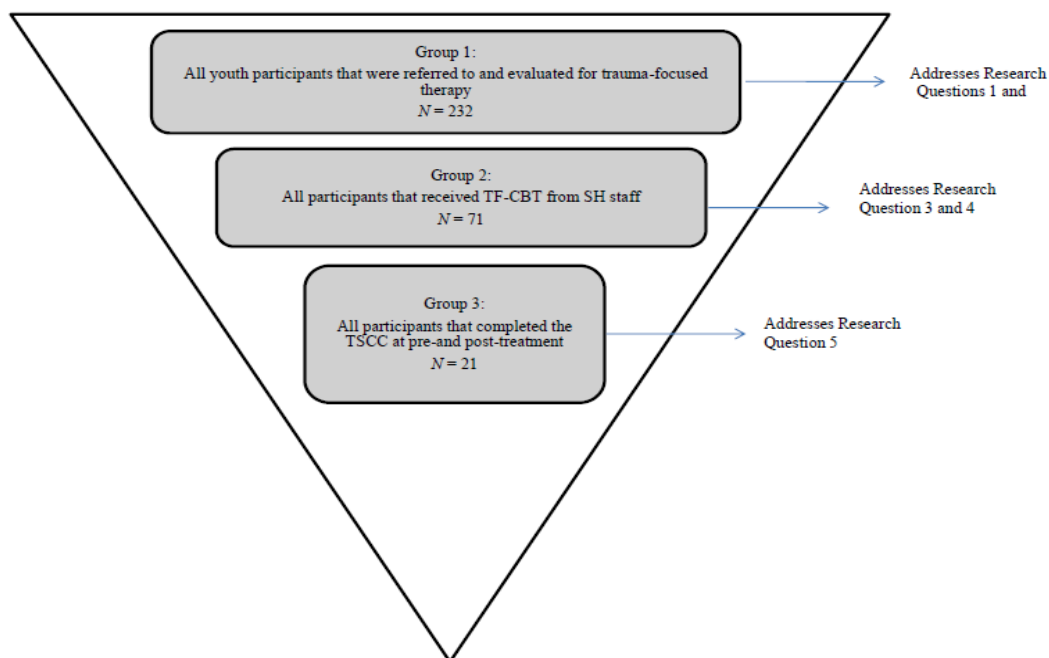 Group 1:
All youth participants that were referred to and evaluated for trauma-focused
therapy
N = 232
Addresses Research
Questions 1 and
Group 2:
All participants that received TF-CBT from SH staff
N = 71
Addresses Research
Question 3 and 4
Group 3:
All participants that completed the
TSCC at pre-and post-treatment
N = 21
Addresses Research
Question 5